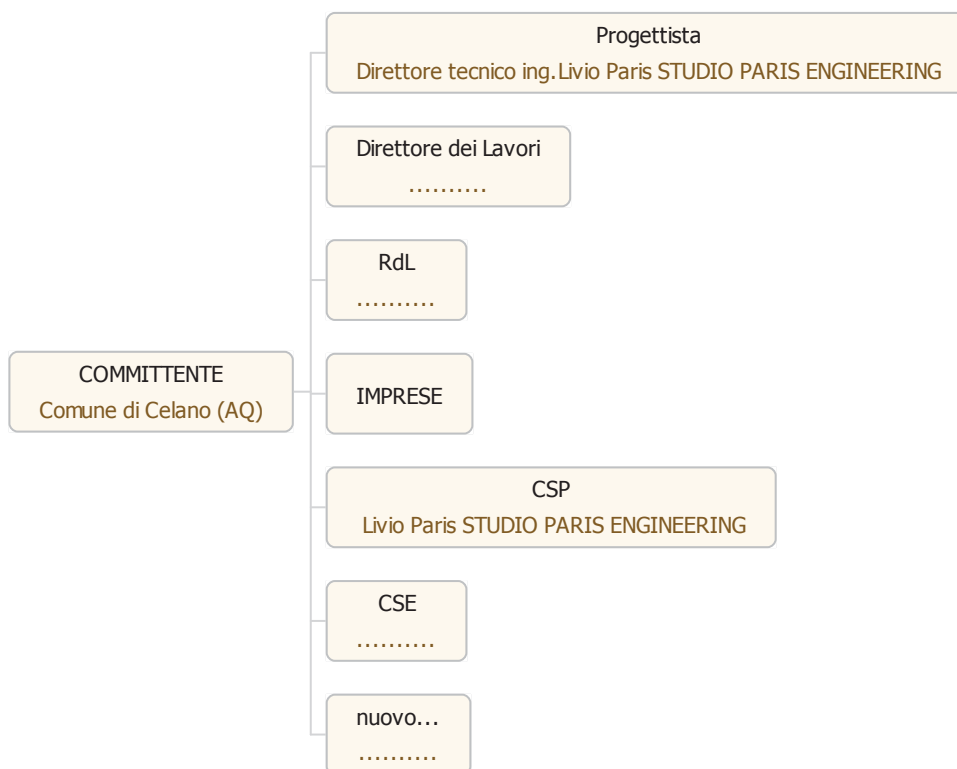 Progettista
Direttore tecnico ing.Livio Paris STUDIO PARIS ENGINEERING
Direttore dei Lavori
..........
RdL
..........
COMMITTENTE
Comune di Celano (AQ)
IMPRESE
CSP
Livio Paris STUDIO PARIS ENGINEERING
CSE
..........
nuovo...
..........